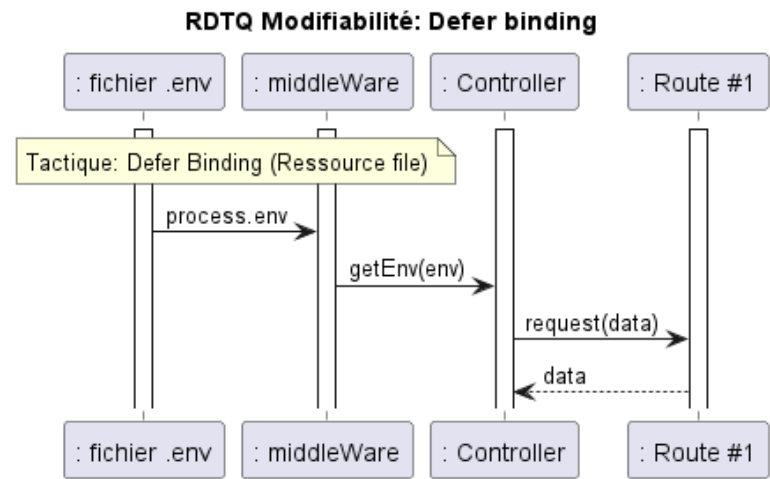 RDTQ Modifiabilité: Defer binding
: fichier .env
: middleWare
: Controller
: Route #1
Tactique: Defer Binding (Ressource file)
process.env
getEnv(env)
request(data)
data
: fichier .env
: middleWare
: Controller
: Route #1